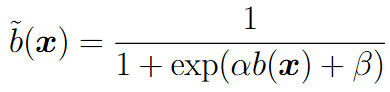 b̃(𝒙) = 1 / (1 + exp(αb(𝒙) + β))